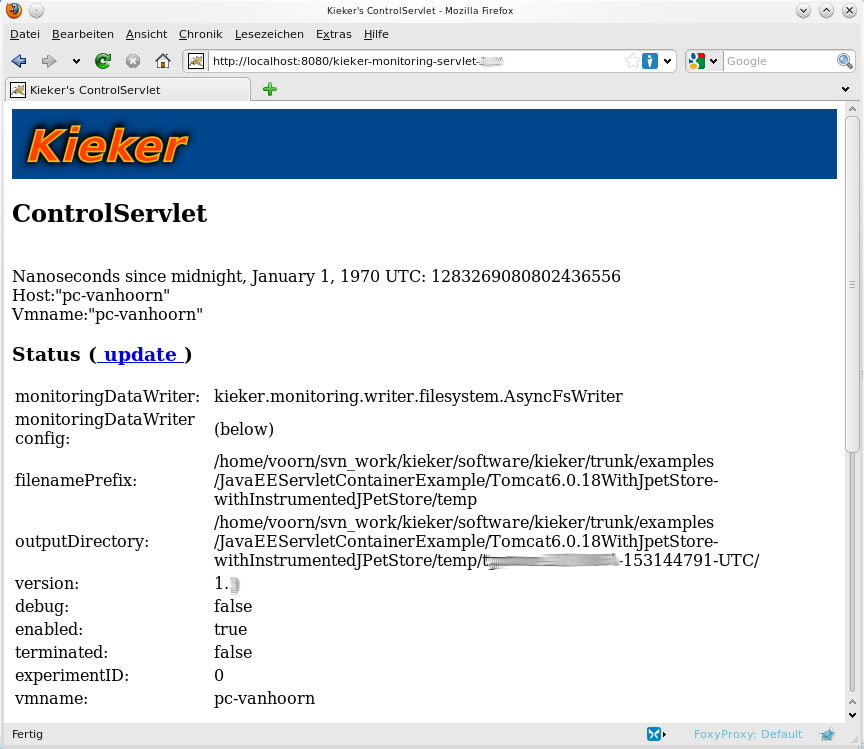 Kieker's ControlServlet - Mozilla Firefox
Datei Bearbeiten Ansicht Chronik Lesezeichen Extras Hilfe
http://localhost:8080/kieker-monitoring-servlet-
Google
Kieker's ControlServlet
Kieker
ControlServlet
Nanoseconds since midnight, January 1, 1970 UTC: 1283269080802436556
Host:"pc-vanhoorn"
Vmname:"pc-vanhoorn"
Status ( update )
monitoringDataWriter: kieker.monitoring.writer.filesystem.AsyncFsWriter
monitoringDataWriter
config: (below)
/home/voorn/svn_work/kieker/software/kieker/trunk/examples
filenamePrefix: /JavaEEServletContainerExample/Tomcat6.0.18WithJpetStore-
withInstrumentedJPetStore/temp
/home/voorn/svn_work/kieker/software/kieker/trunk/examples
outputDirectory: /JavaEEServletContainerExample/Tomcat6.0.18WithJpetStore-
withInstrumentedJPetStore/temp/t -153144791-UTC/
version: 1.
debug: false
enabled: true
terminated: false
experimentID: 0
vmname: pc-vanhoorn
Fertig FoxyProxy: Default